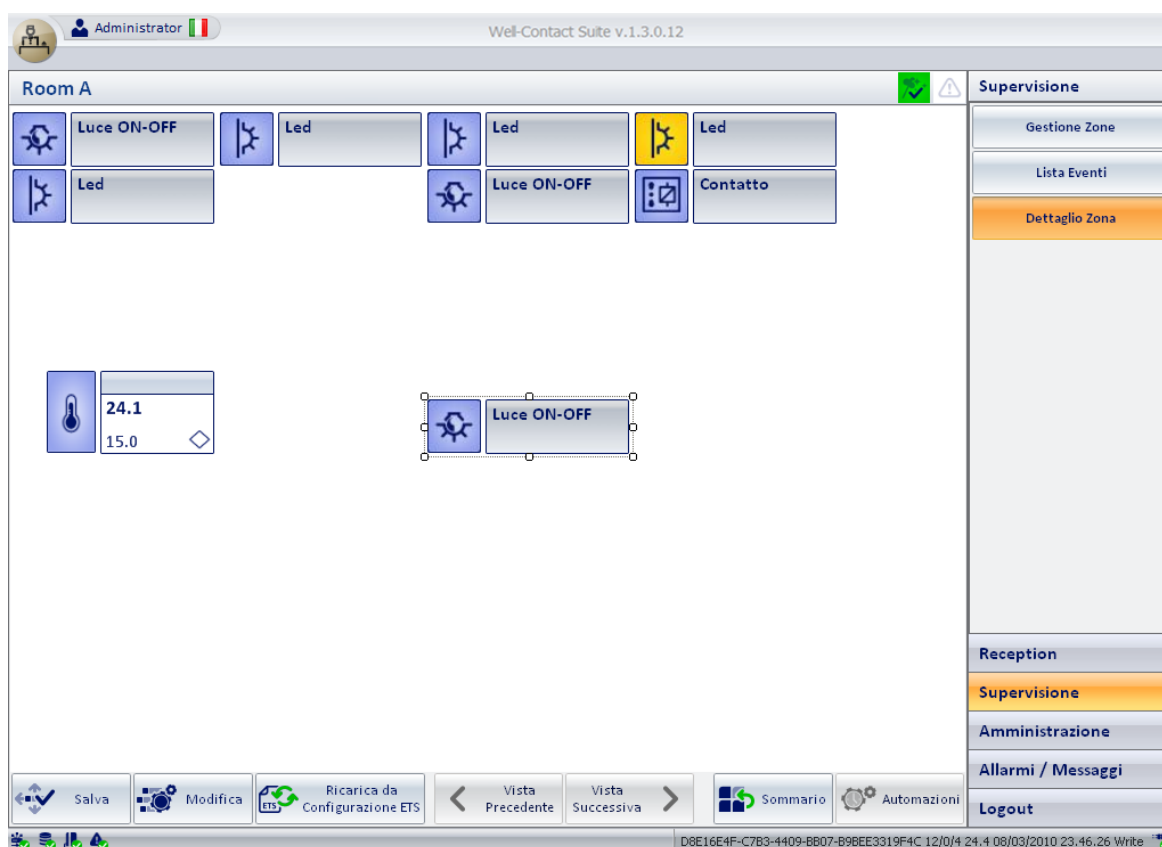 Administrator
Well-Contact Suite v.1.3.0.12
Room A
Supervisione
Luce ON-OFF
Led
Led
Led
Gestione Zone
Led
Luce ON-OFF
Contatto
Lista Eventi
Dettaglio Zona
24.1
15.0
Luce ON-OFF
Reception
Supervisione
Amministrazione
Allarmi / Messaggi
Logout
Salva
Modifica
ETS
Ricarica da
Configurazione ETS
Vista
Precedente
Vista
Successiva
Sommario
Automazioni
D8E16E4F-C7B3-4409-BB07-B9BEE3319F4C 12/0/4 24.4 08/03/2010 23.46.26 Write